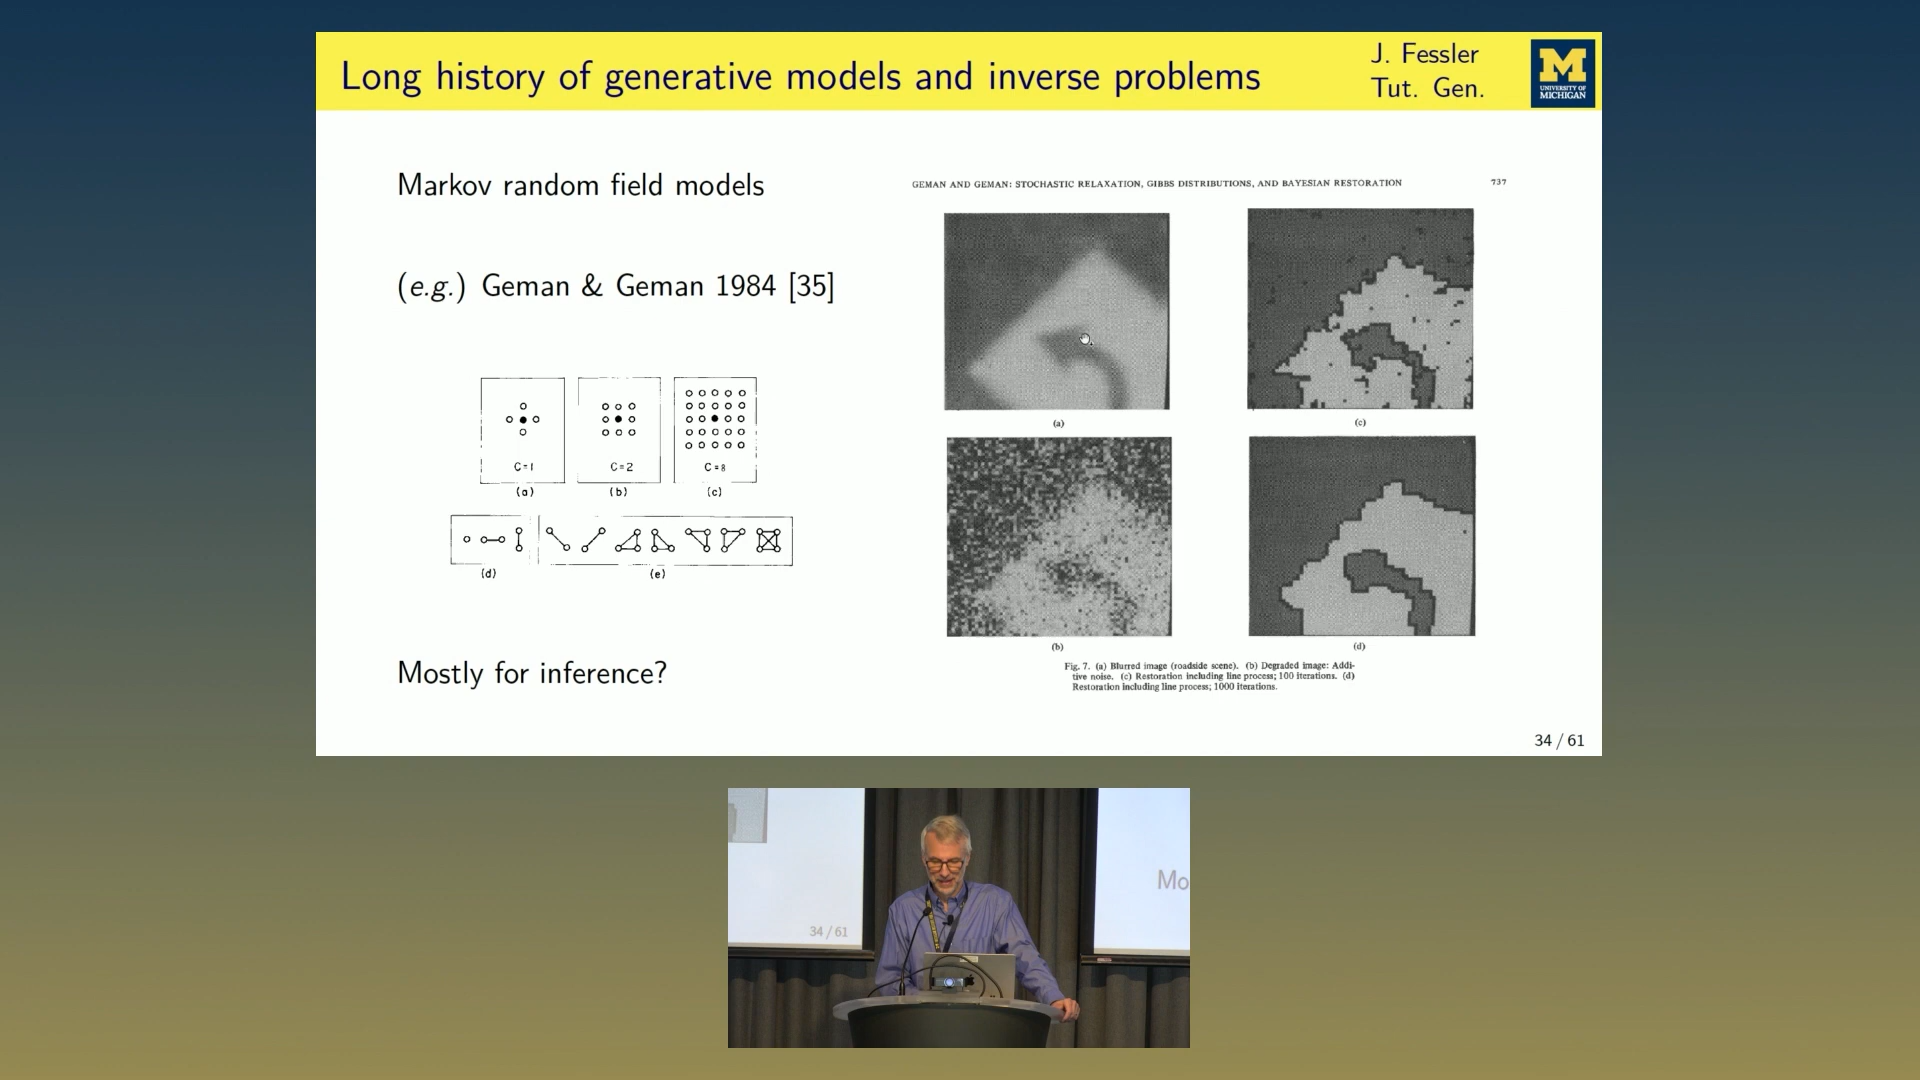 Long history of generative models and inverse problems
J. Fessler
Tut. Gen.
M
UNIVERSITY OF
MICHIGAN
Markov random field models
(e.g.) Geman & Geman 1984 [35]
C=1
C=2
C=8
(a)
(b)
(c)
(d)
(e)
Mostly for inference?
GEMAN AND GEMAN: STOCHASTIC RELAXATION, GIBBS DISTRIBUTIONS, AND BAYESIAN RESTORATION
737
(a)
(c)
(b)
(d)
Fig. 7. (a) Blurred image (roadside scene). (b) Degraded image: Addi-
tive noise. (c) Restoration including line process; 100 iterations. (d)
Restoration including line process; 1000 iterations.
34 / 61
34 / 61
Mo